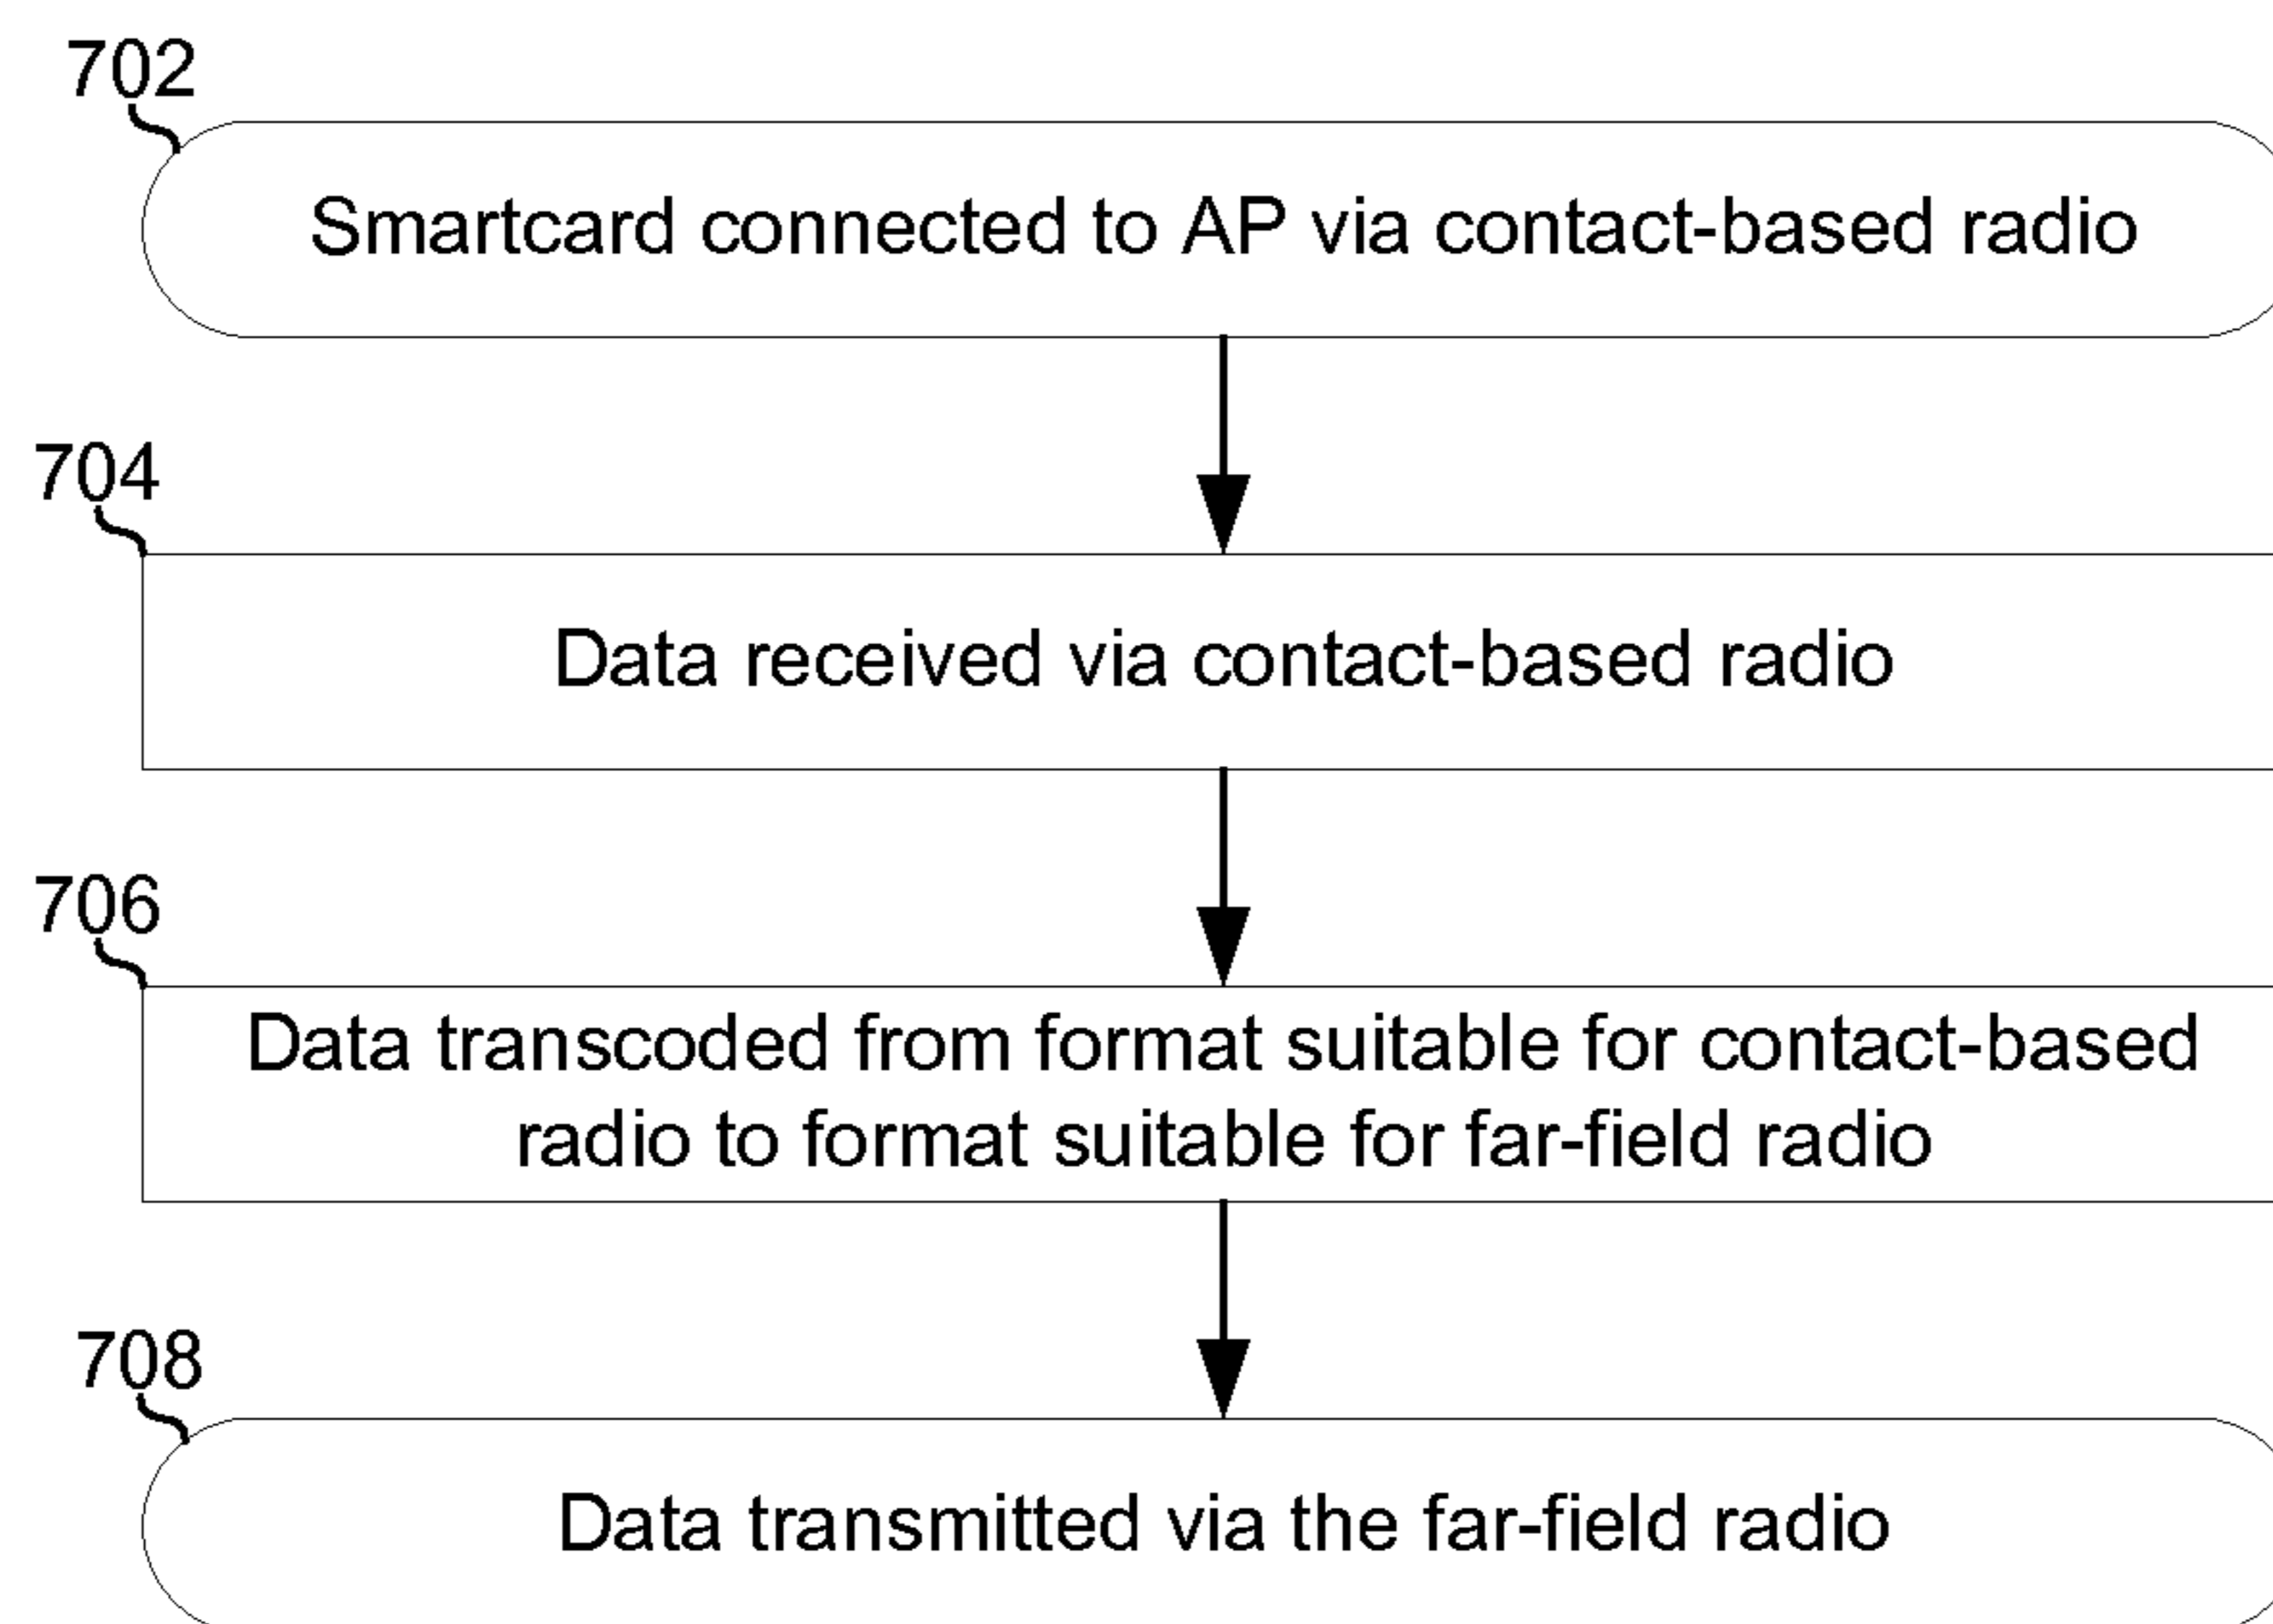 702
Smartcard connected to AP via contact-based radio
704
Data received via contact-based radio
706
Data transcoded from format suitable for contact-based
radio to format suitable for far-field radio
708
Data transmitted via the far-field radio